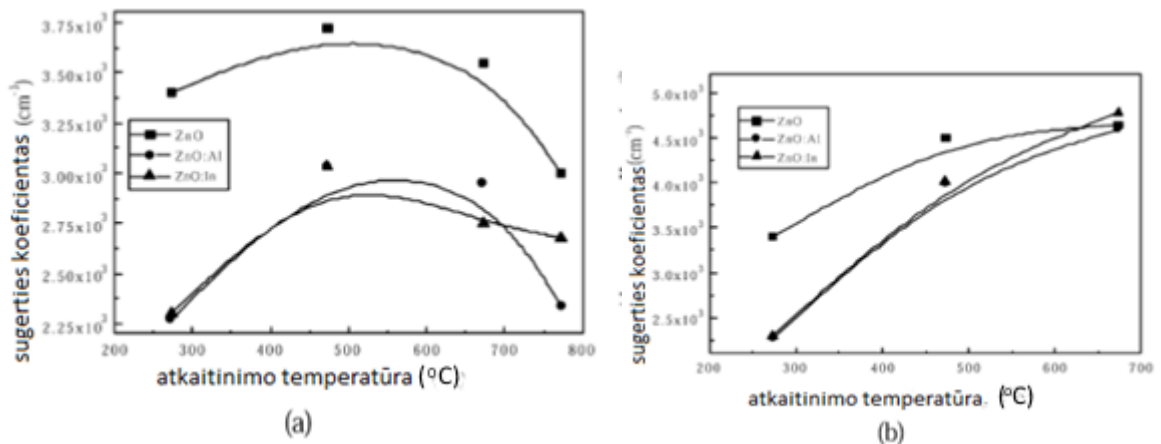 3.75x10³
3.50x10³
3.25x10³
3.00x10³
2.75x10³
2.50x10³
2.25x10³
sugerties koeficientas (cm⁻¹)
ZnO
ZnO:Al
ZnO:In
200 300 400 500 600 700 800
atkaitinimo temperatūra (°C)
(a)
5.0x10³
4.5x10³
4.0x10³
3.5x10³
3.0x10³
2.5x10³
sugerties koeficientas(cm⁻¹)
ZnO
ZnO:Al
ZnO:In
200 300 400 500 600 700
atkaitinimo temperatūra (°C)
(b)